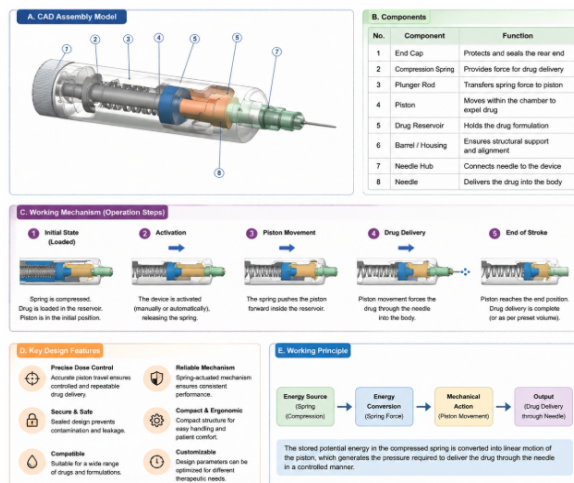 A. CAD Assembly Model
7
2
3
4
5
5
7
8
B. Components
No. Component Function
1 End Cap Protects and seals the rear end
2 Compression Spring Provides force for drug delivery
3 Plunger Rod Transfers spring force to piston
4 Piston Moves within the chamber to
expel drug
5 Drug Reservoir Holds the drug formulation
6 Barrel / Housing Ensures structural support
and alignment
7 Needle Hub Connects needle to the device
8 Needle Delivers the drug into the body
C. Working Mechanism (Operation Steps)
1 Initial State
(Loaded)
Spring is compressed.
Drug is loaded in the reservoir.
Piston is in the initial position.
2 Activation
The device is activated
(manually or automatically),
releasing the spring.
3 Piston Movement
The spring pushes the piston
forward inside the reservoir.
4 Drug Delivery
Piston movement forces the
drug through the needle
into the body.
5 End of Stroke
Piston reaches the end position.
Drug delivery is complete
(or as per preset volume).
D. Key Design Features
Precise Dose Control
Accurate piston travel ensures
controlled and repeatable
drug delivery.
Reliable Mechanism
Spring-actuated mechanism
ensures consistent
performance.
Secure & Safe
Sealed design prevents
contamination and leakage.
Compact & Ergonomic
Compact structure for
easy handling and
patient comfort.
Compatible
Suitable for a wide range
of drugs and formulations.
Customizable
Design parameters can be
optimized for different
therapeutic needs.
E. Working Principle
Energy Source
(Spring
Compression)
Energy
Conversion
(Spring Force)
Mechanical
Action
(Piston Movement)
Output
(Drug Delivery
through Needle)
The stored potential energy in the compressed spring is converted into linear motion of
the piston, which generates the pressure required to deliver the drug through the needle
in a controlled manner.